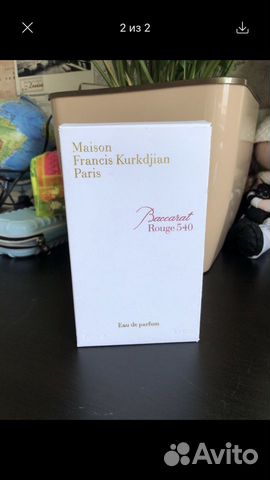 2 из 2
Maison
Francis Kurkdjian
Paris
Baccarat
Rouge 540
Eau de parfum
Avito